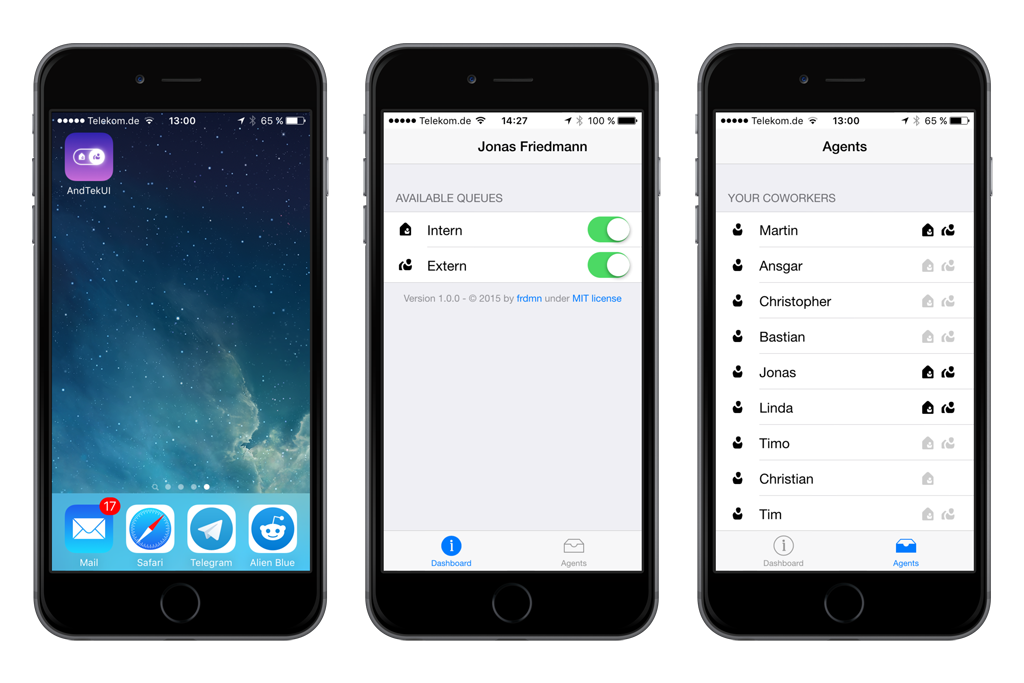 Telekom.de 13:00 65 %
AndTekUI
17
Mail Safari Telegram Alien Blue
Telekom.de 14:27 100 %
Jonas Friedmann
AVAILABLE QUEUES
Intern
Extern
Version 1.0.0 - © 2015 by frdmn under MIT license
Dashboard Agents
Telekom.de 13:00 65 %
Agents
YOUR COWORKERS
Martin
Ansgar
Christopher
Bastian
Jonas
Linda
Timo
Christian
Tim
Dashboard Agents